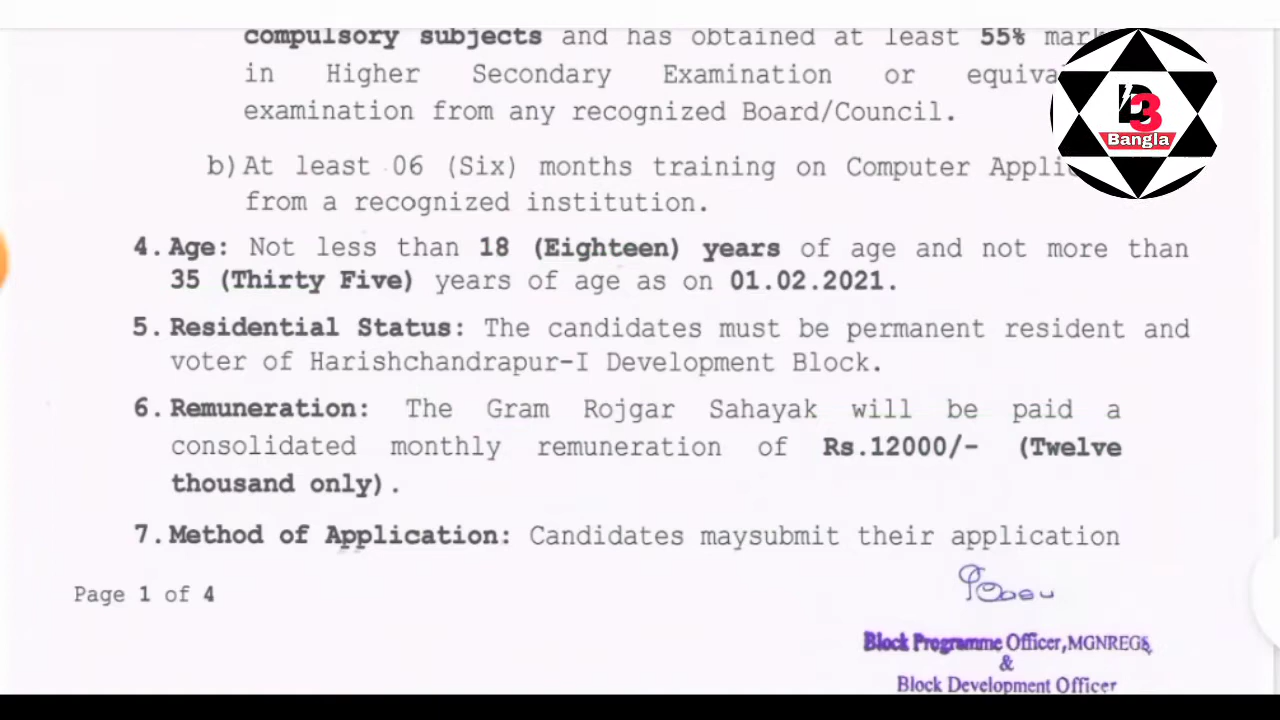 compulsory subjects and has obtained at least 55% mark
in Higher Secondary Examination or equiva
examination from any recognized Board/Council.
b) At least 06 (Six) months training on Computer Appli
from a recognized institution.
4. Age: Not less than 18 (Eighteen) years of age and not more than
35 (Thirty Five) years of age as on 01.02.2021.
5. Residential Status: The candidates must be permanent resident and
voter of Harishchandrapur-I Development Block.
6. Remuneration: The Gram Rojgar Sahayak will be paid a
consolidated monthly remuneration of Rs.12000/- (Twelve
thousand only).
7. Method of Application: Candidates maysubmit their application
Page 1 of 4
Block Programme Officer, MGNREGS
&
Block Development Officer
B3
Bangla